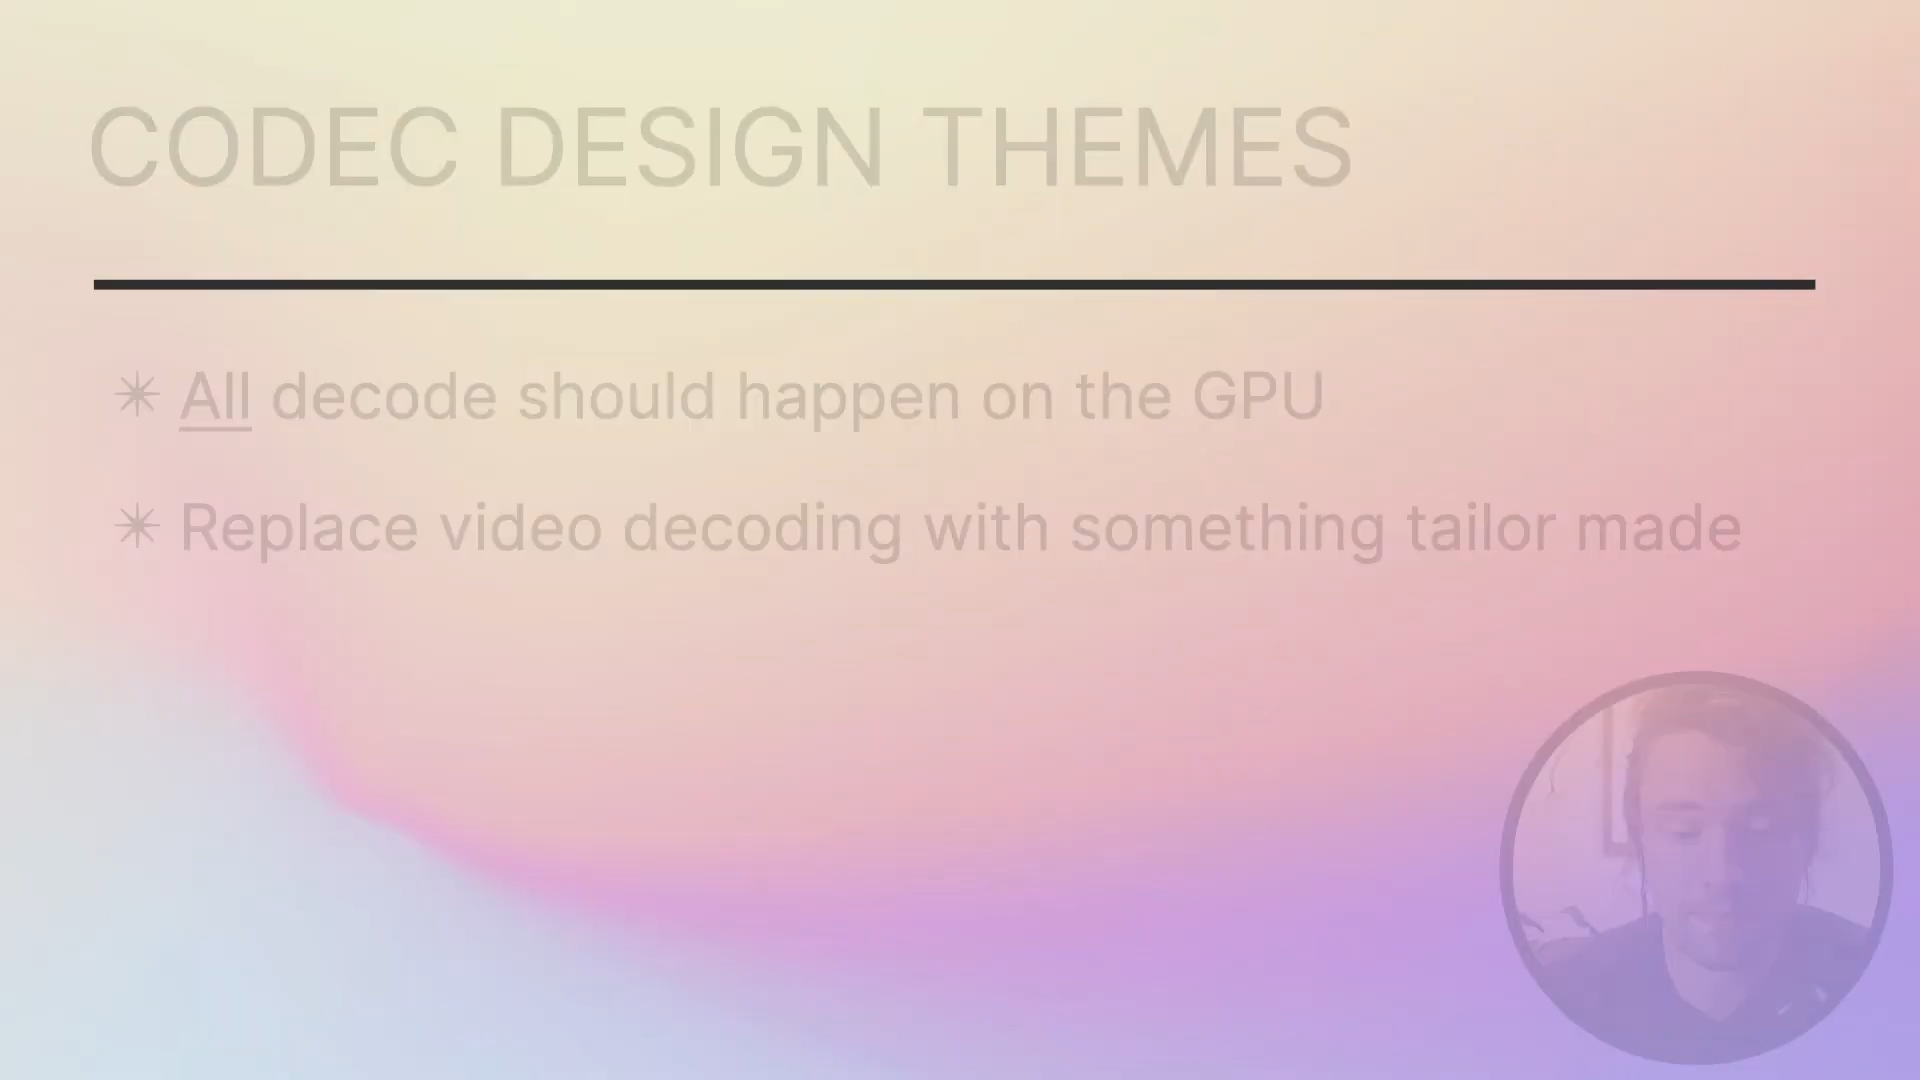 CODEC DESIGN THEMES
✴ All decode should happen on the GPU
✴ Replace video decoding with something tailor made